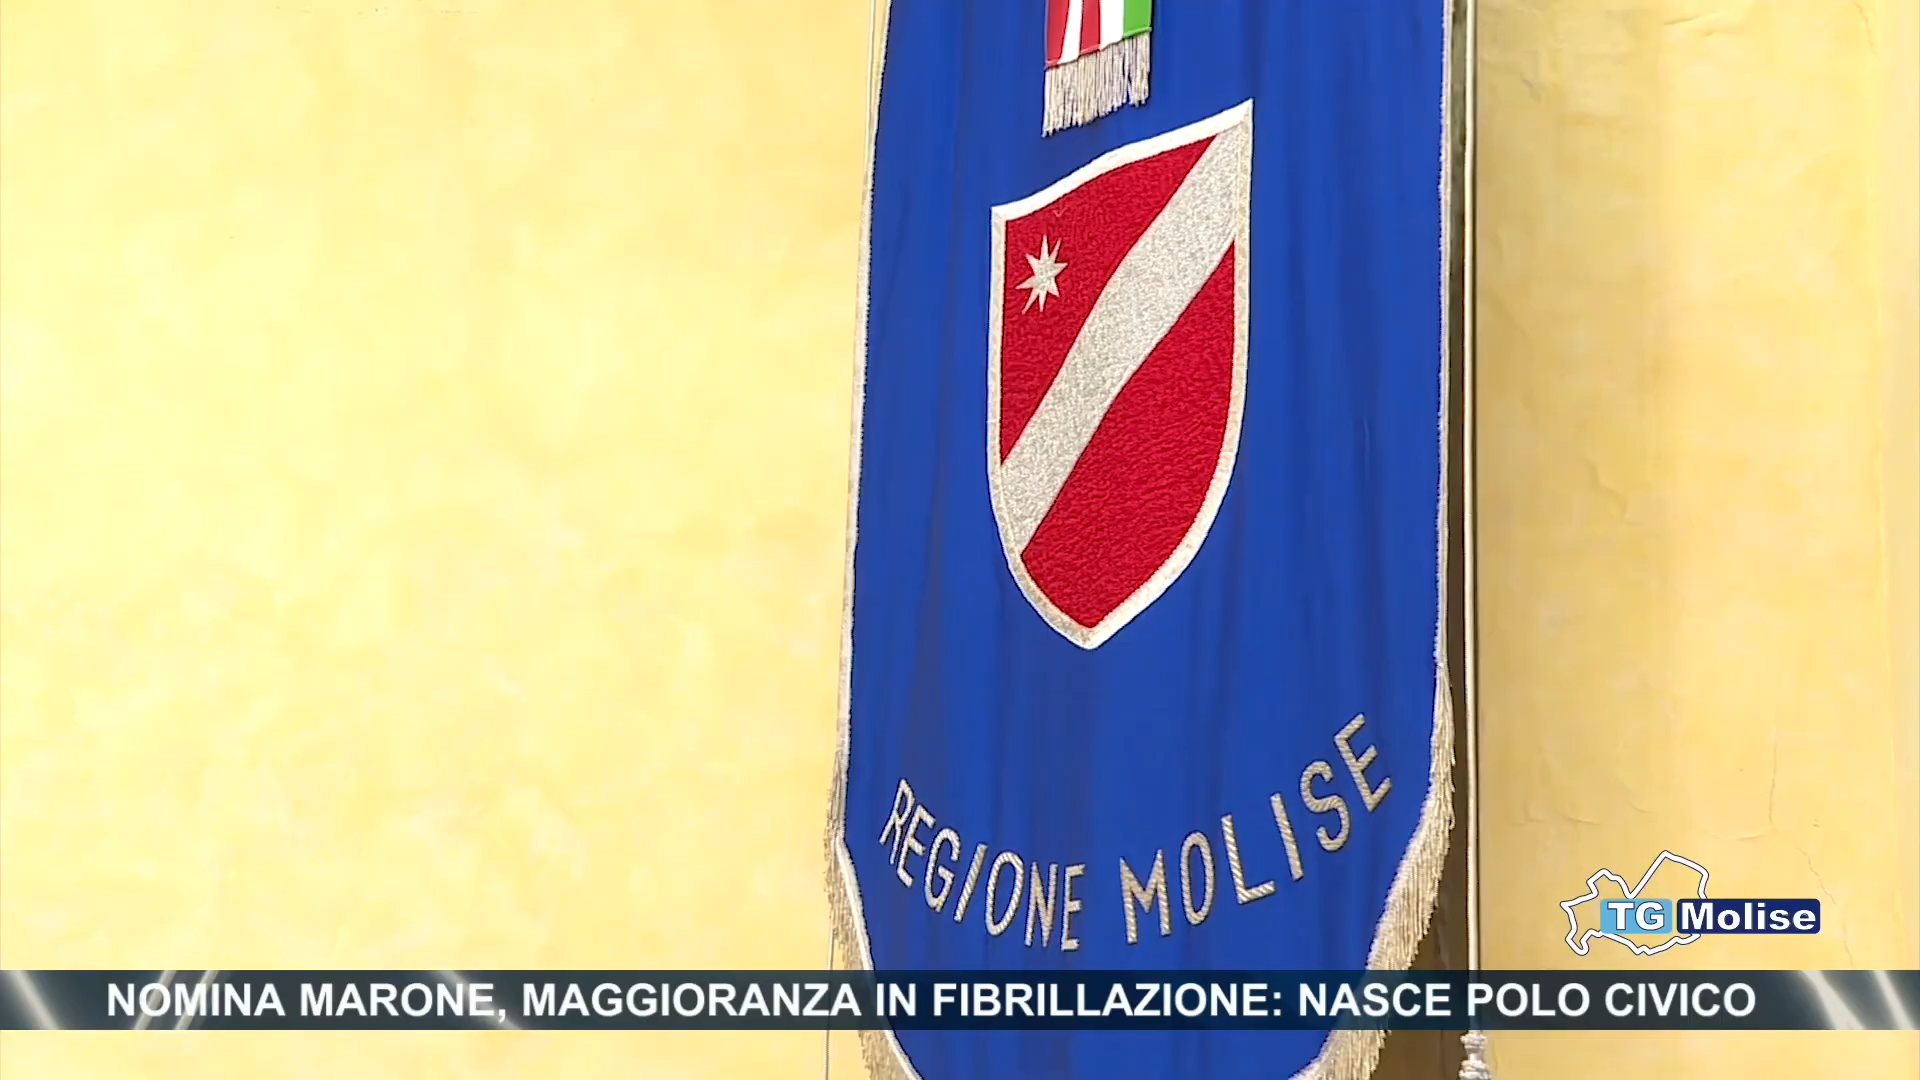 REGIONE MOLISE
TG Molise
NOMINA MARONE, MAGGIORANZA IN FIBRILLAZIONE: NASCE POLO CIVICO